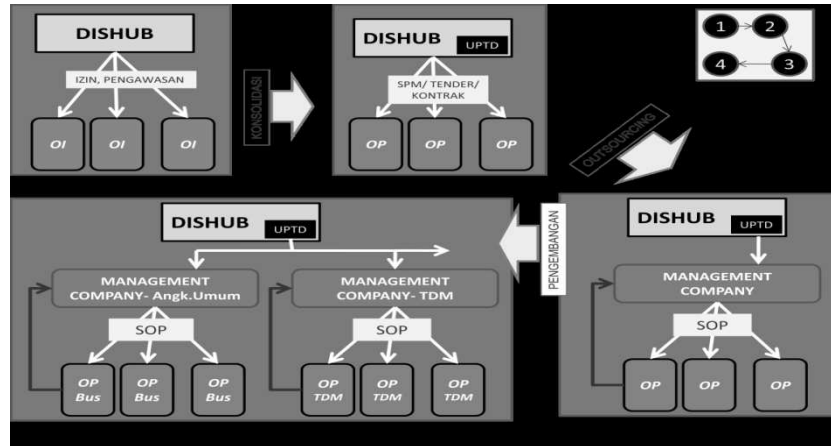 DISHUB
IZIN, PENGAWASAN
OI OI OI
KONSOLIDASI
DISHUB
UPTD
SPM/ TENDER/
KONTRAK
OP OP OP
1 2
4 3
OUTSOURCING
DISHUB
UPTD
MANAGEMENT
COMPANY
SOP
OP OP OP
PENGEMBANGAN
DISHUB
UPTD
MANAGEMENT
COMPANY- Angk.Umum
SOP
OP
Bus
OP
Bus
OP
Bus
MANAGEMENT
COMPANY- TDM
SOP
OP
TDM
OP
TDM
OP
TDM